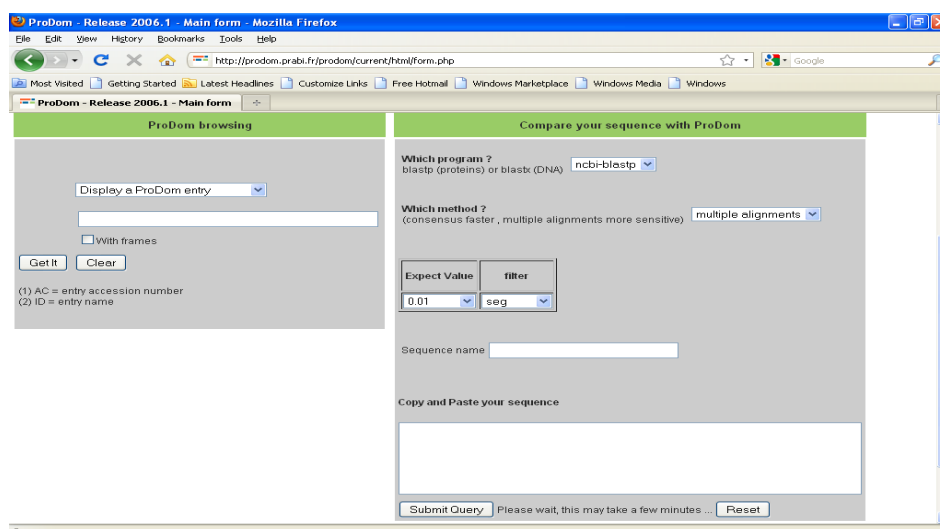 ProDom - Release 2006.1 - Main form - Mozilla Firefox
File Edit View History Bookmarks Tools Help
http://prodom.prabi.fr/prodom/current/html/form.php
Google
Most Visited Getting Started Latest Headlines Customize Links Free Hotmail Windows Marketplace Windows Media Windows
ProDom - Release 2006.1 - Main form
ProDom browsing
Display a ProDom entry
With frames
Get It Clear
(1) AC = entry accession number
(2) ID = entry name
Compare your sequence with ProDom
Which program ?
blastp (proteins) or blastx (DNA) ncbi-blastp
Which method ?
(consensus faster , multiple alignments more sensitive) multiple alignments
Expect Value filter
0.01 seg
Sequence name
Copy and Paste your sequence
Submit Query Please wait, this may take a few minutes ... Reset